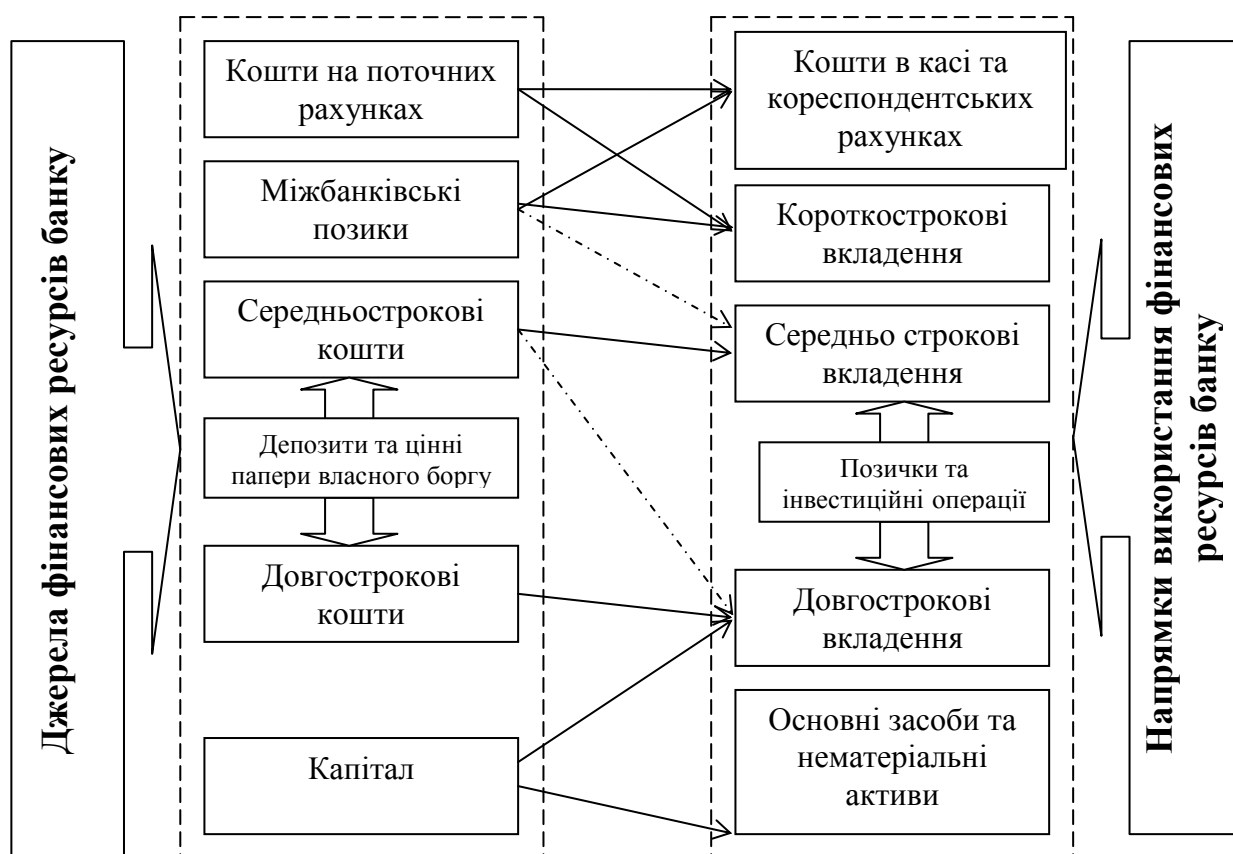 Джерела фінансових ресурсів банку
Кошти на поточних
рахунках
Міжбанківські
позики
Середньострокові
кошти
Депозити та цінні
папери власного боргу
Довгострокові
кошти
Капітал
Кошти в касі та
кореспондентських
рахунках
Короткострокові
вкладення
Середньо строкові
вкладення
Позички та
інвестиційні операції
Довгострокові
вкладення
Основні засоби та
нематеріальні
активи
Напрямки використання фінансових
ресурсів банку